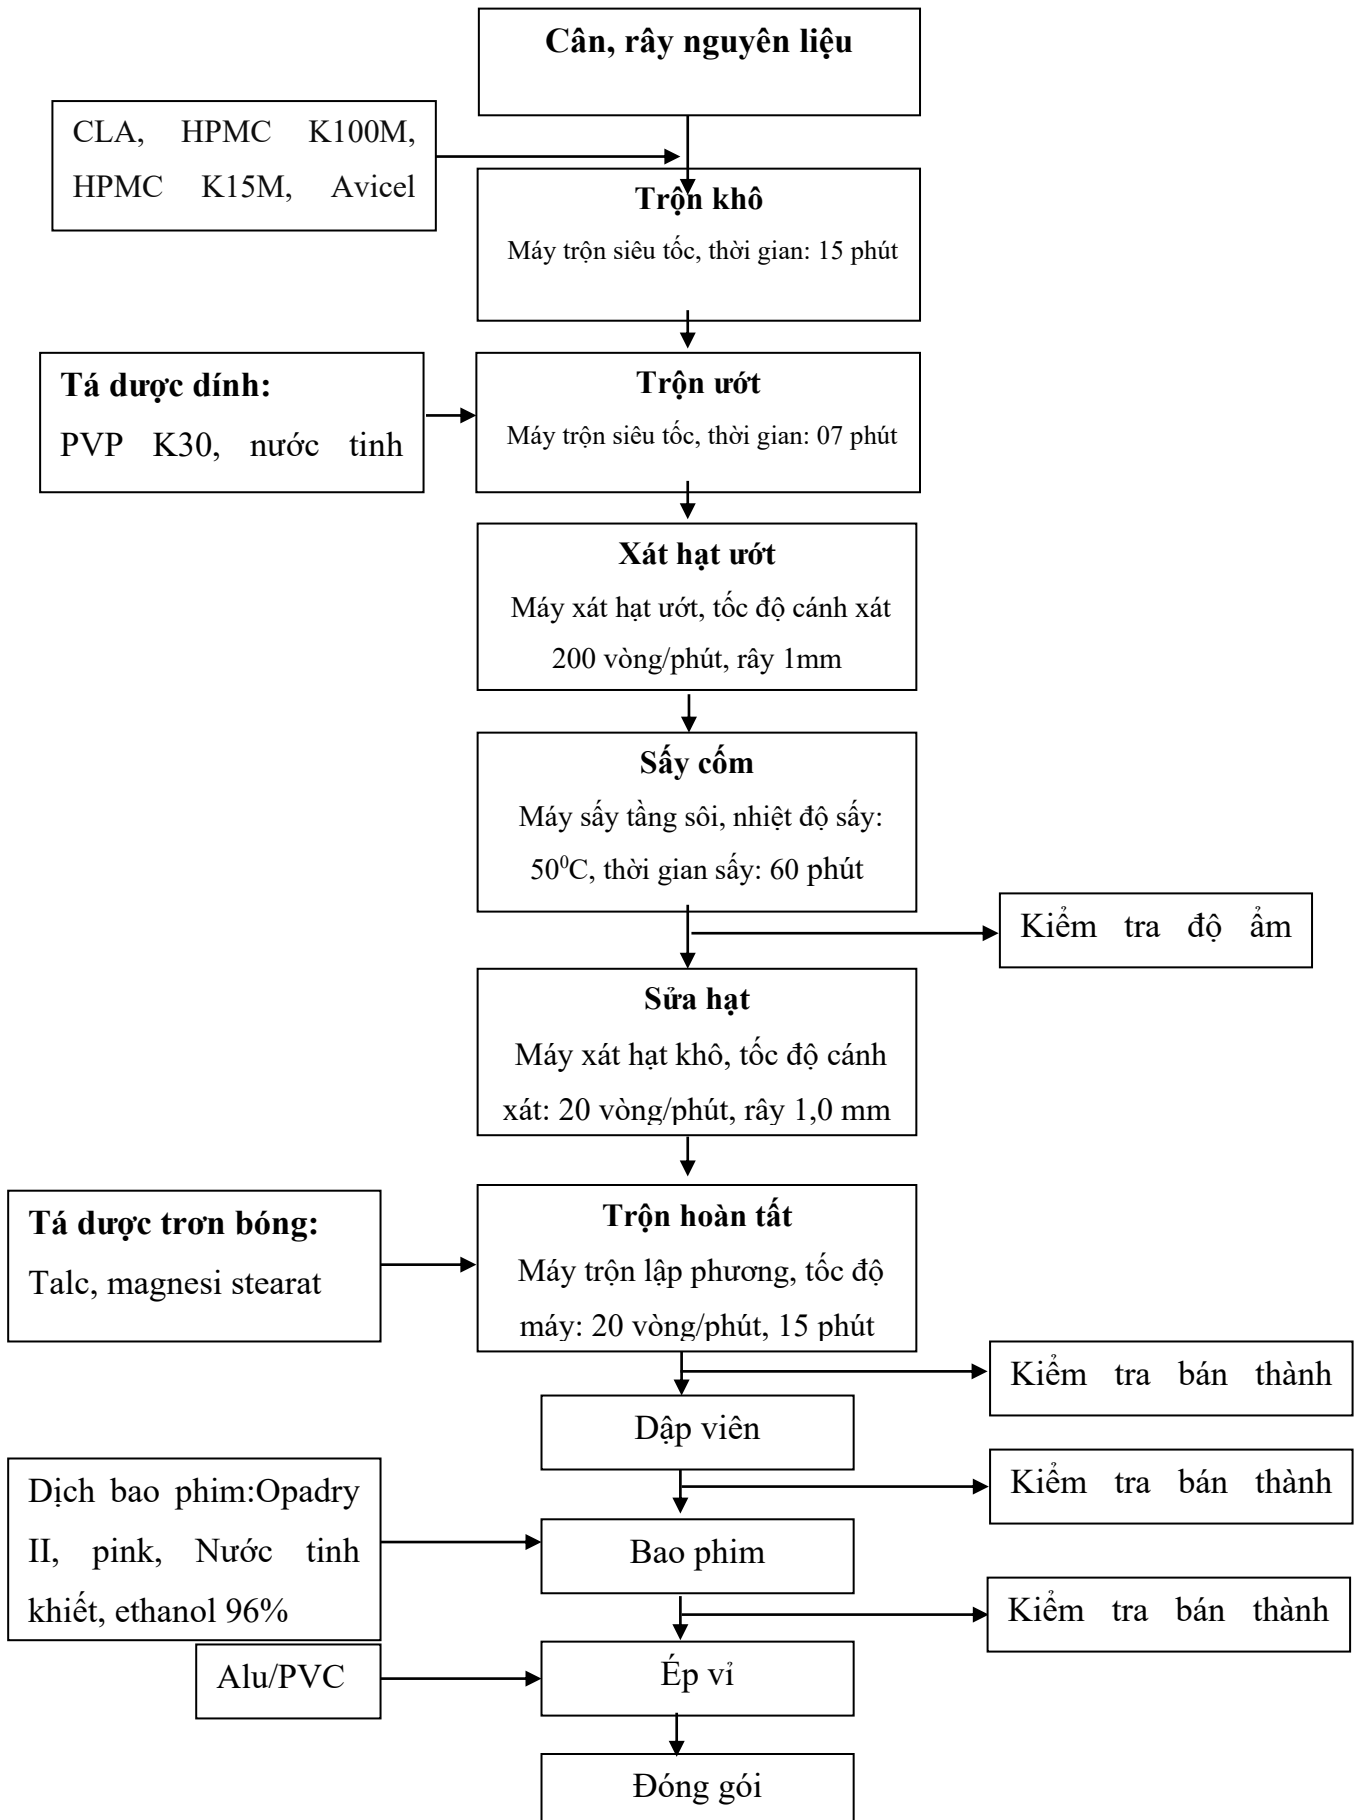 Cân, rây nguyên liệu
CLA, HPMC K100M,
HPMC K15M, Avicel
Trộn khô
Máy trộn siêu tốc, thời gian: 15 phút
Tá dược dính:
PVP K30, nước tinh
Trộn ướt
Máy trộn siêu tốc, thời gian: 07 phút
Xát hạt ướt
Máy xát hạt ướt, tốc độ cánh xát
200 vòng/phút, rây 1mm
Sấy cốm
Máy sấy tầng sôi, nhiệt độ sấy:
50⁰C, thời gian sấy: 60 phút
Kiểm tra độ ẩm
Sửa hạt
Máy xát hạt khô, tốc độ cánh
xát: 20 vòng/phút, rây 1,0 mm
Tá dược trơn bóng:
Talc, magnesi stearat
Trộn hoàn tất
Máy trộn lập phương, tốc độ
máy: 20 vòng/phút, 15 phút
Kiểm tra bán thành
Dập viên
Kiểm tra bán thành
Dịch bao phim:Opadry
II, pink, Nước tinh
khiết, ethanol 96%
Bao phim
Kiểm tra bán thành
Alu/PVC
Ép vỉ
Đóng gói